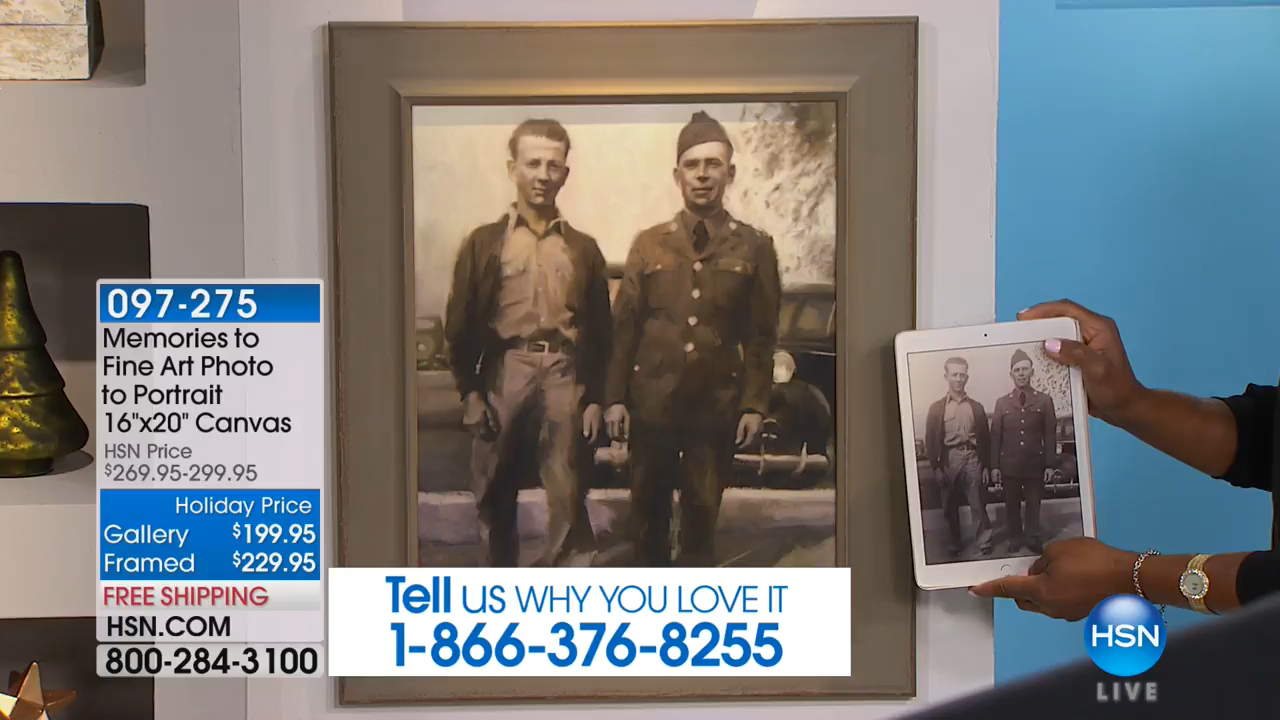 097-275
Memories to
Fine Art Photo
to Portrait
16"x20" Canvas
HSN Price
$269.95-299.95
Holiday Price
Gallery $199.95
Framed $229.95
FREE SHIPPING
HSN.COM
800-284-3100
Tell us WHY YOU LOVE IT
1-866-376-8255
HSN
LIVE